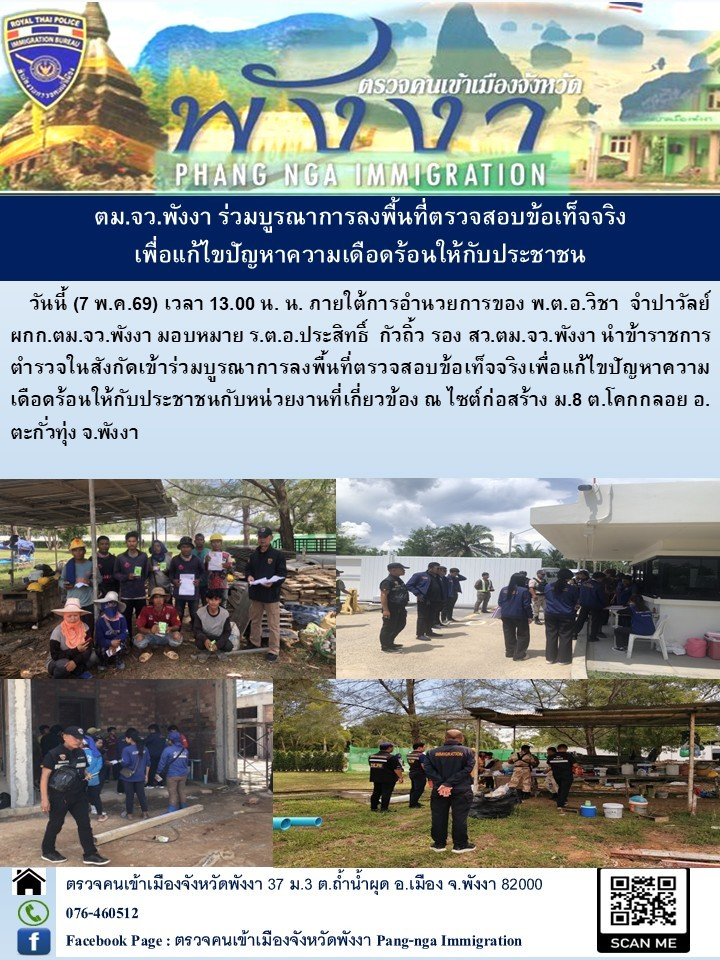 ROYAL THAI POLICE
IMMIGRATION BUREAU
ตรวจคนเข้าเมืองจังหวัด
พังงา
PHANG NGA IMMIGRATION
ตม.จว.พังงา ร่วมบูรณาการลงพื้นที่ตรวจสอบข้อเท็จจริง
เพื่อแก้ไขปัญหาความเดือดร้อนให้กับประชาชน
วันนี้ (7 พ.ค.69) เวลา 13.00 น. น. ภายใต้การอำนวยการของ พ.ต.อ.วิชา จำปาวัลย์
ผกก.ตม.จว.พังงา มอบหมาย ร.ต.อ.ประสิทธิ์ กัวถิ้ว รอง สว.ตม.จว.พังงา นำข้าราชการ
ตำรวจในสังกัดเข้าร่วมบูรณาการลงพื้นที่ตรวจสอบข้อเท็จจริงเพื่อแก้ไขปัญหาความ
เดือดร้อนให้กับประชาชนกับหน่วยงานที่เกี่ยวข้อง ณ ไซต์ก่อสร้าง ม.8 ต.โคกกลอย อ.
ตะกั่วทุ่ง จ.พังงา
IMMIGRATION
ตรวจคนเข้าเมืองจังหวัดพังงา 37 ม.3 ต.ถ้ำน้ำผุด อ.เมือง จ.พังงา 82000
076-460512
Facebook Page : ตรวจคนเข้าเมืองจังหวัดพังงา Pang-nga Immigration
SCAN ME